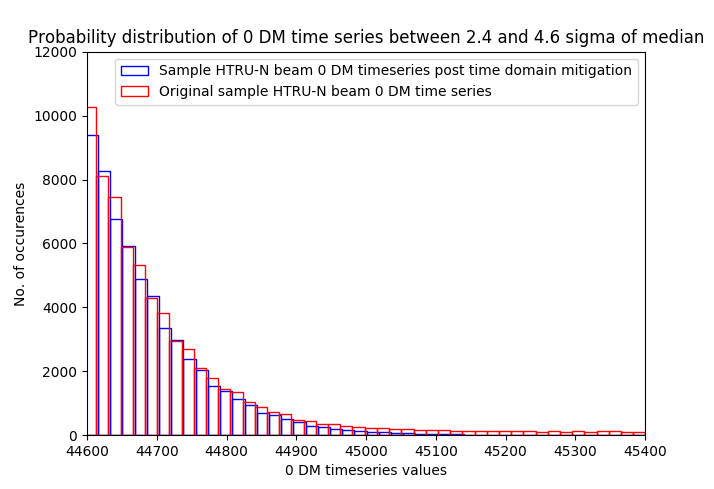 Probability distribution of 0 DM time series between 2.4 and 4.6 sigma of median
12000
10000
8000
6000
4000
2000
0
No. of occurences
Sample HTRU-N beam 0 DM timeseries post time domain mitigation
Original sample HTRU-N beam 0 DM time series
44600 44700 44800 44900 45000 45100 45200 45300 45400
0 DM timeseries values